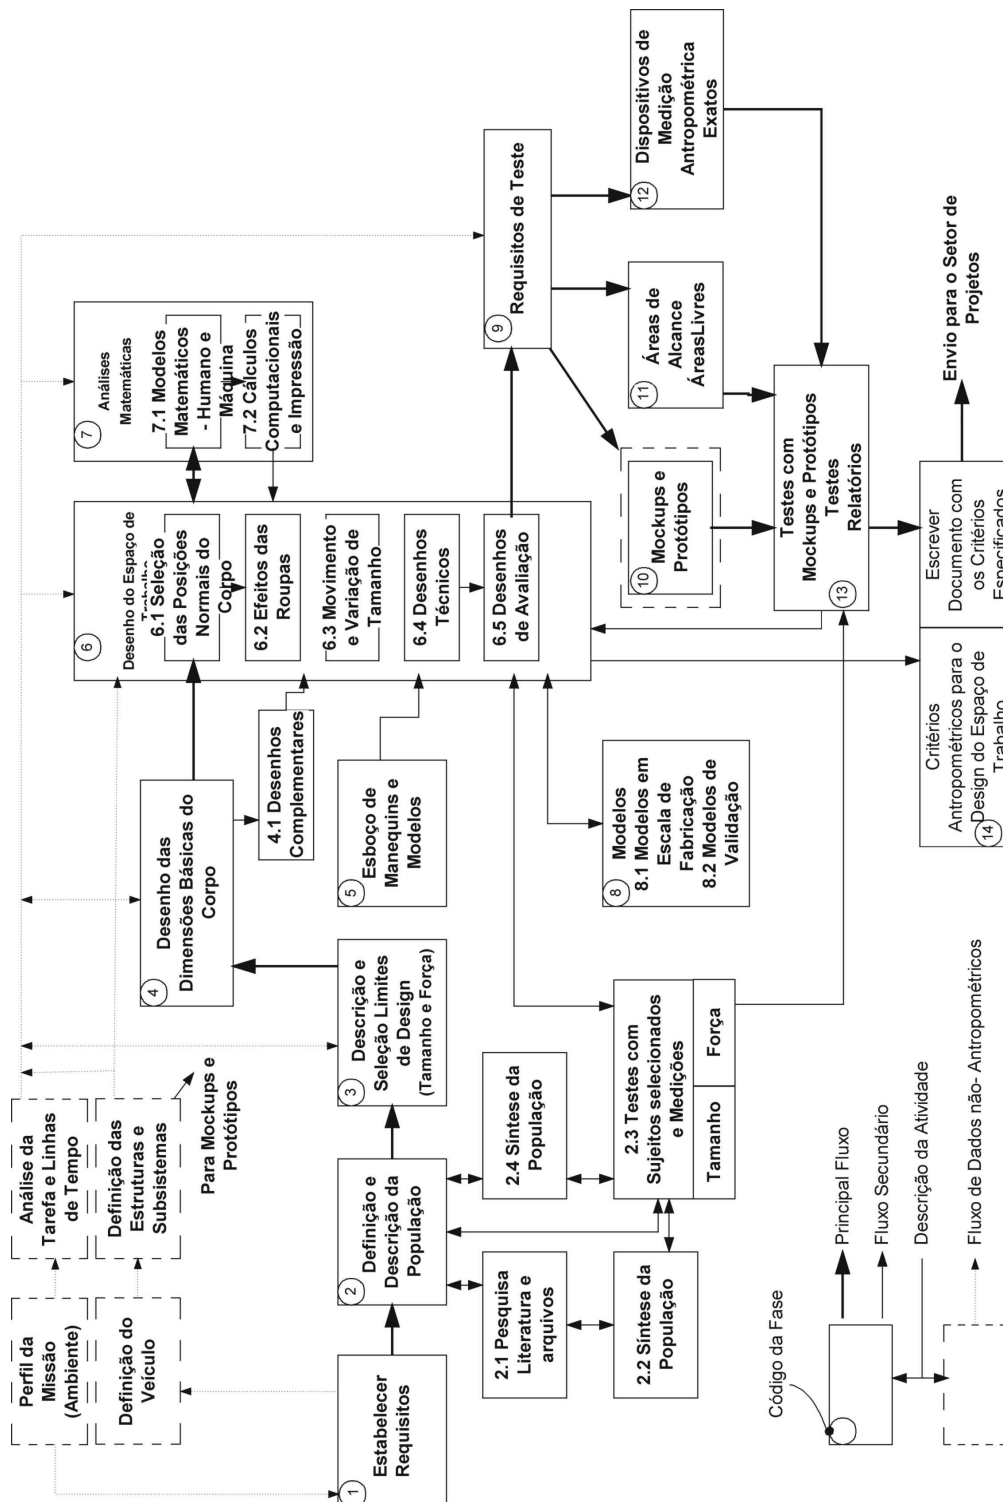 Perfil da
Missão
(Ambiente)
Análise da
Tarefa e Linhas
de Tempo
Definição do
Veículo
Definição das
Estruturas e
Subsistemas
Para Mockups e
Protótipos
1
Estabelecer
Requisitos
2
Definição e
Descrição da
População
2.1 Pesquisa
Literatura e
arquivos
2.2 Síntese da
População
2.4 Síntese da
População
2.3 Testes com
Sujeitos selecionados
e Medições
Tamanho
Força
3
Descrição e
Seleção Limites
de Design
(Tamanho e Força)
4
Desenho das
Dimensões Básicas do
Corpo
4.1 Desenhos
Complementares
5
Esboço de
Manequins e
Modelos
6
Desenho do Espaço de
Trabalho
6.1 Seleção
das Posições
Normais do
Corpo
6.2 Efeitos das
Roupas
6.3 Movimento
e Variação de
Tamanho
6.4 Desenhos
Técnicos
6.5 Desenhos
de Avaliação
7
Análises
Matemáticas
7.1 Modelos
Matemáticos
- Humano e
Máquina
7.2 Cálculos
Computacionais
e Impressão
8
Modelos
8.1 Modelos em
Escala de
Fabricação
8.2 Modelos de
Validação
9
Requisitos de Teste
10
Mockups e
Protótipos
11
Áreas de
Alcance
ÁreasLivres
12
Dispositivos de
Medição
Antropométrica
Exatos
13
Testes com
Mockups e Protótipos
Testes
Relatórios
14
Critérios
Antropométricos para o
Design do Espaço de
Trabalho
Escrever
Documento com
os Critérios
Especificados
Envio para o Setor de
Projetos
Código da Fase
Principal Fluxo
Fluxo Secundário
Descrição da Atividade
Fluxo de Dados não- Antropométricos